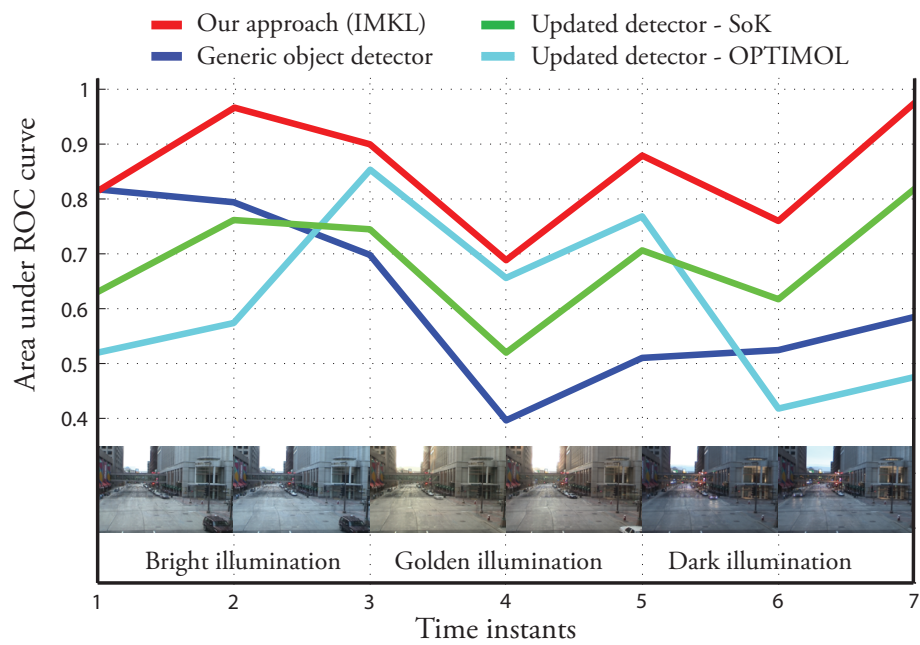 Our approach (IMKL)
Updated detector - SoK
Generic object detector
Updated detector - OPTIMOL
Area under ROC curve
1
0.9
0.8
0.7
0.6
0.5
0.4
Bright illumination
Golden illumination
Dark illumination
1 2 3 4 5 6 7
Time instants